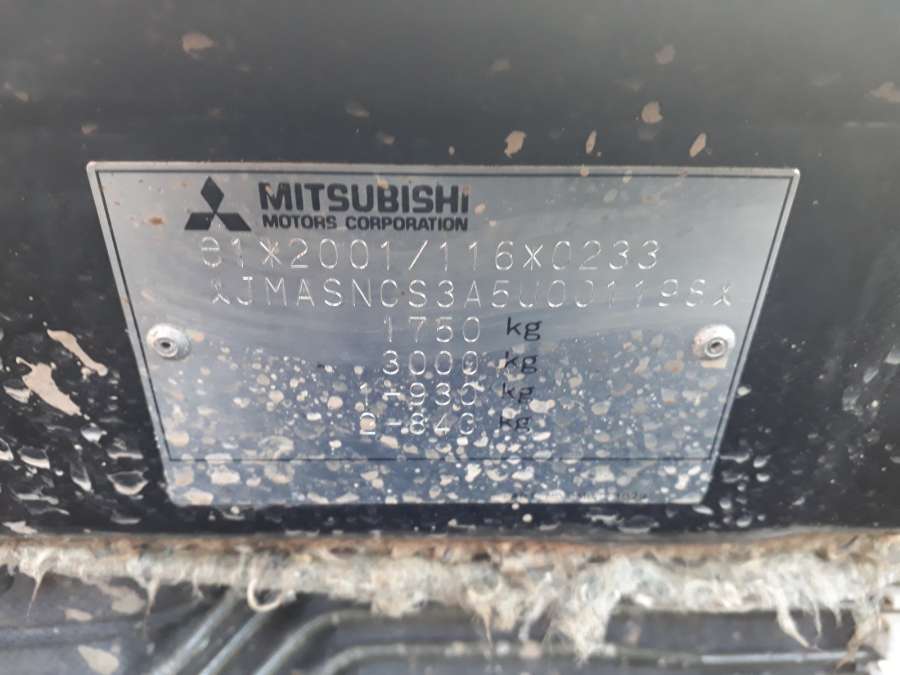 MITSUBISHI
MOTORS CORPORATION
e1*2001/116*0233
*JMASNCS3A5U001198*
1750 kg
3000 kg
1-930 kg
2-840 kg